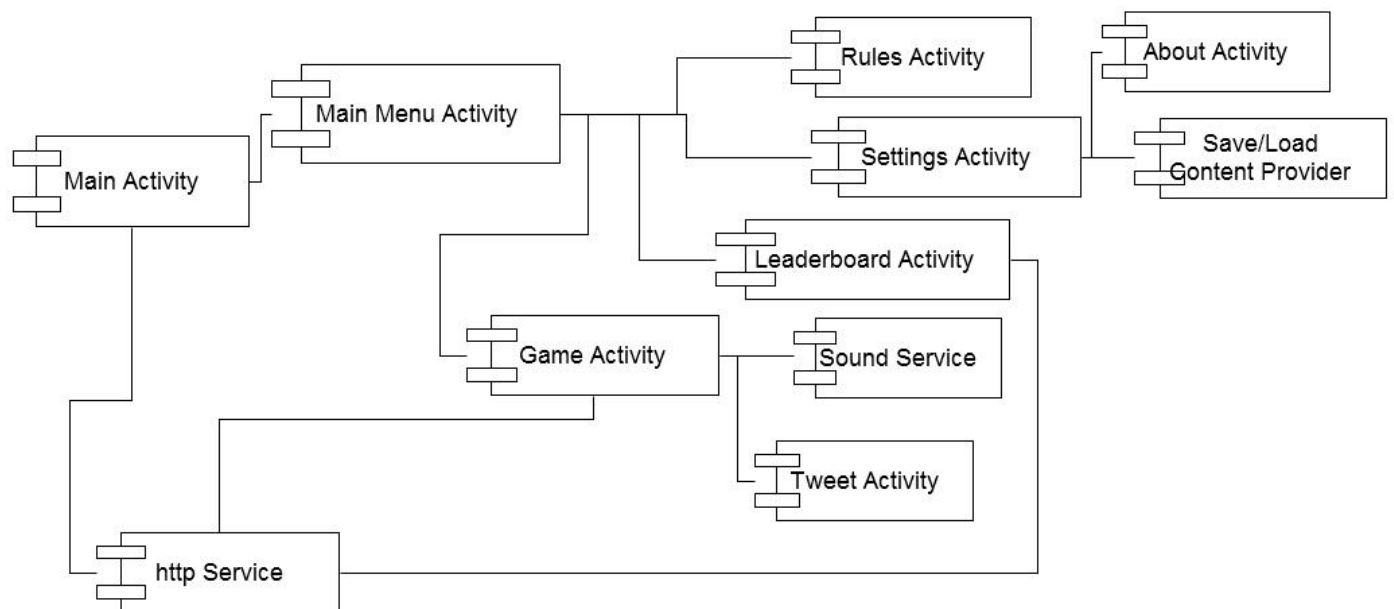 Rules Activity
About Activity
Main Menu Activity
Settings Activity
Save/Load
Content Provider
Main Activity
Leaderboard Activity
Game Activity
Sound Service
Tweet Activity
http Service